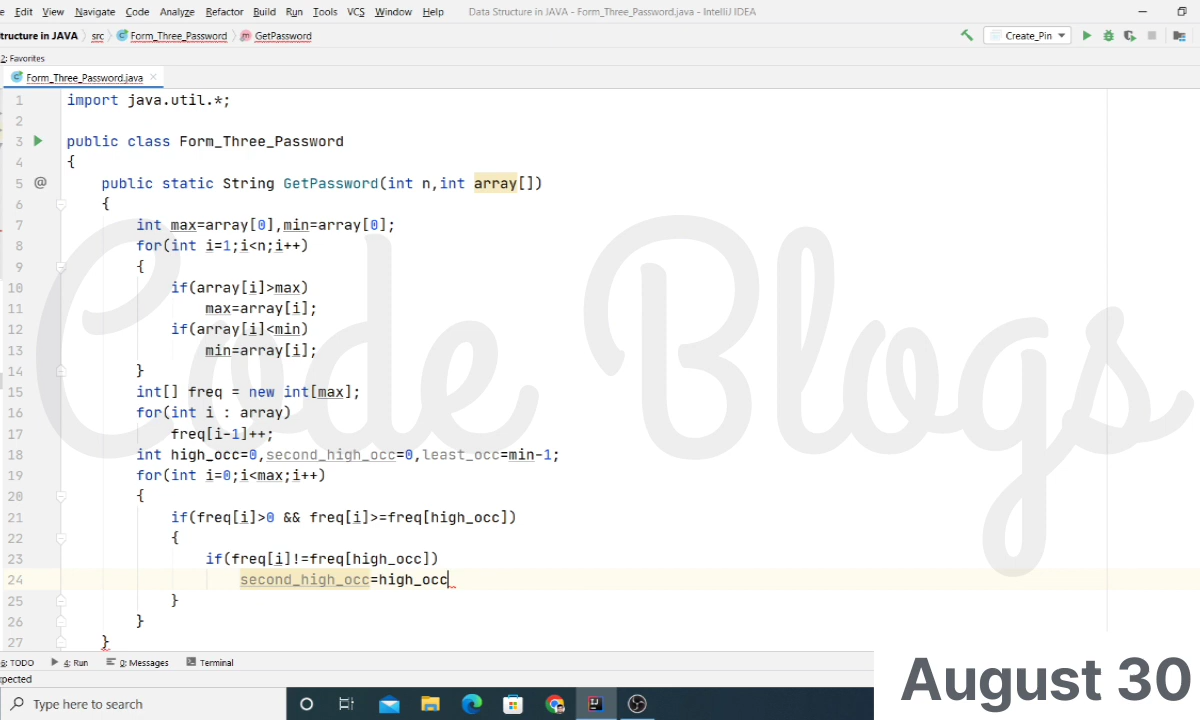 e Edit View Navigate Code Analyze Refactor Build Run Tools VCS Window Help Data Structure in JAVA - Form_Three_Password.java - IntelliJ IDEA
tructure in JAVA src Form_Three_Password GetPassword Create_Pin
2: Favorites
Form_Three_Password.java
1 import java.util.*;
2
3 public class Form_Three_Password
4 {
5 @ public static String GetPassword(int n,int array[])
6 {
7 int max=array[0],min=array[0];
8 for(int i=1;i<n;i++)
9 {
10 if(array[i]>max)
11 max=array[i];
12 if(array[i]<min)
13 min=array[i];
14 }
15 int[] freq = new int[max];
16 for(int i : array)
17 freq[i-1]++;
18 int high_occ=0,second_high_occ=0,least_occ=min-1;
19 for(int i=0;i<max;i++)
20 {
21 if(freq[i]>0 && freq[i]>=freq[high_occ])
22 {
23 if(freq[i]!=freq[high_occ])
24 second_high_occ=high_occ
25 }
26 }
27 }
Code Blogs
6: TODO 4: Run 0: Messages Terminal
pected
Type here to search
August 30